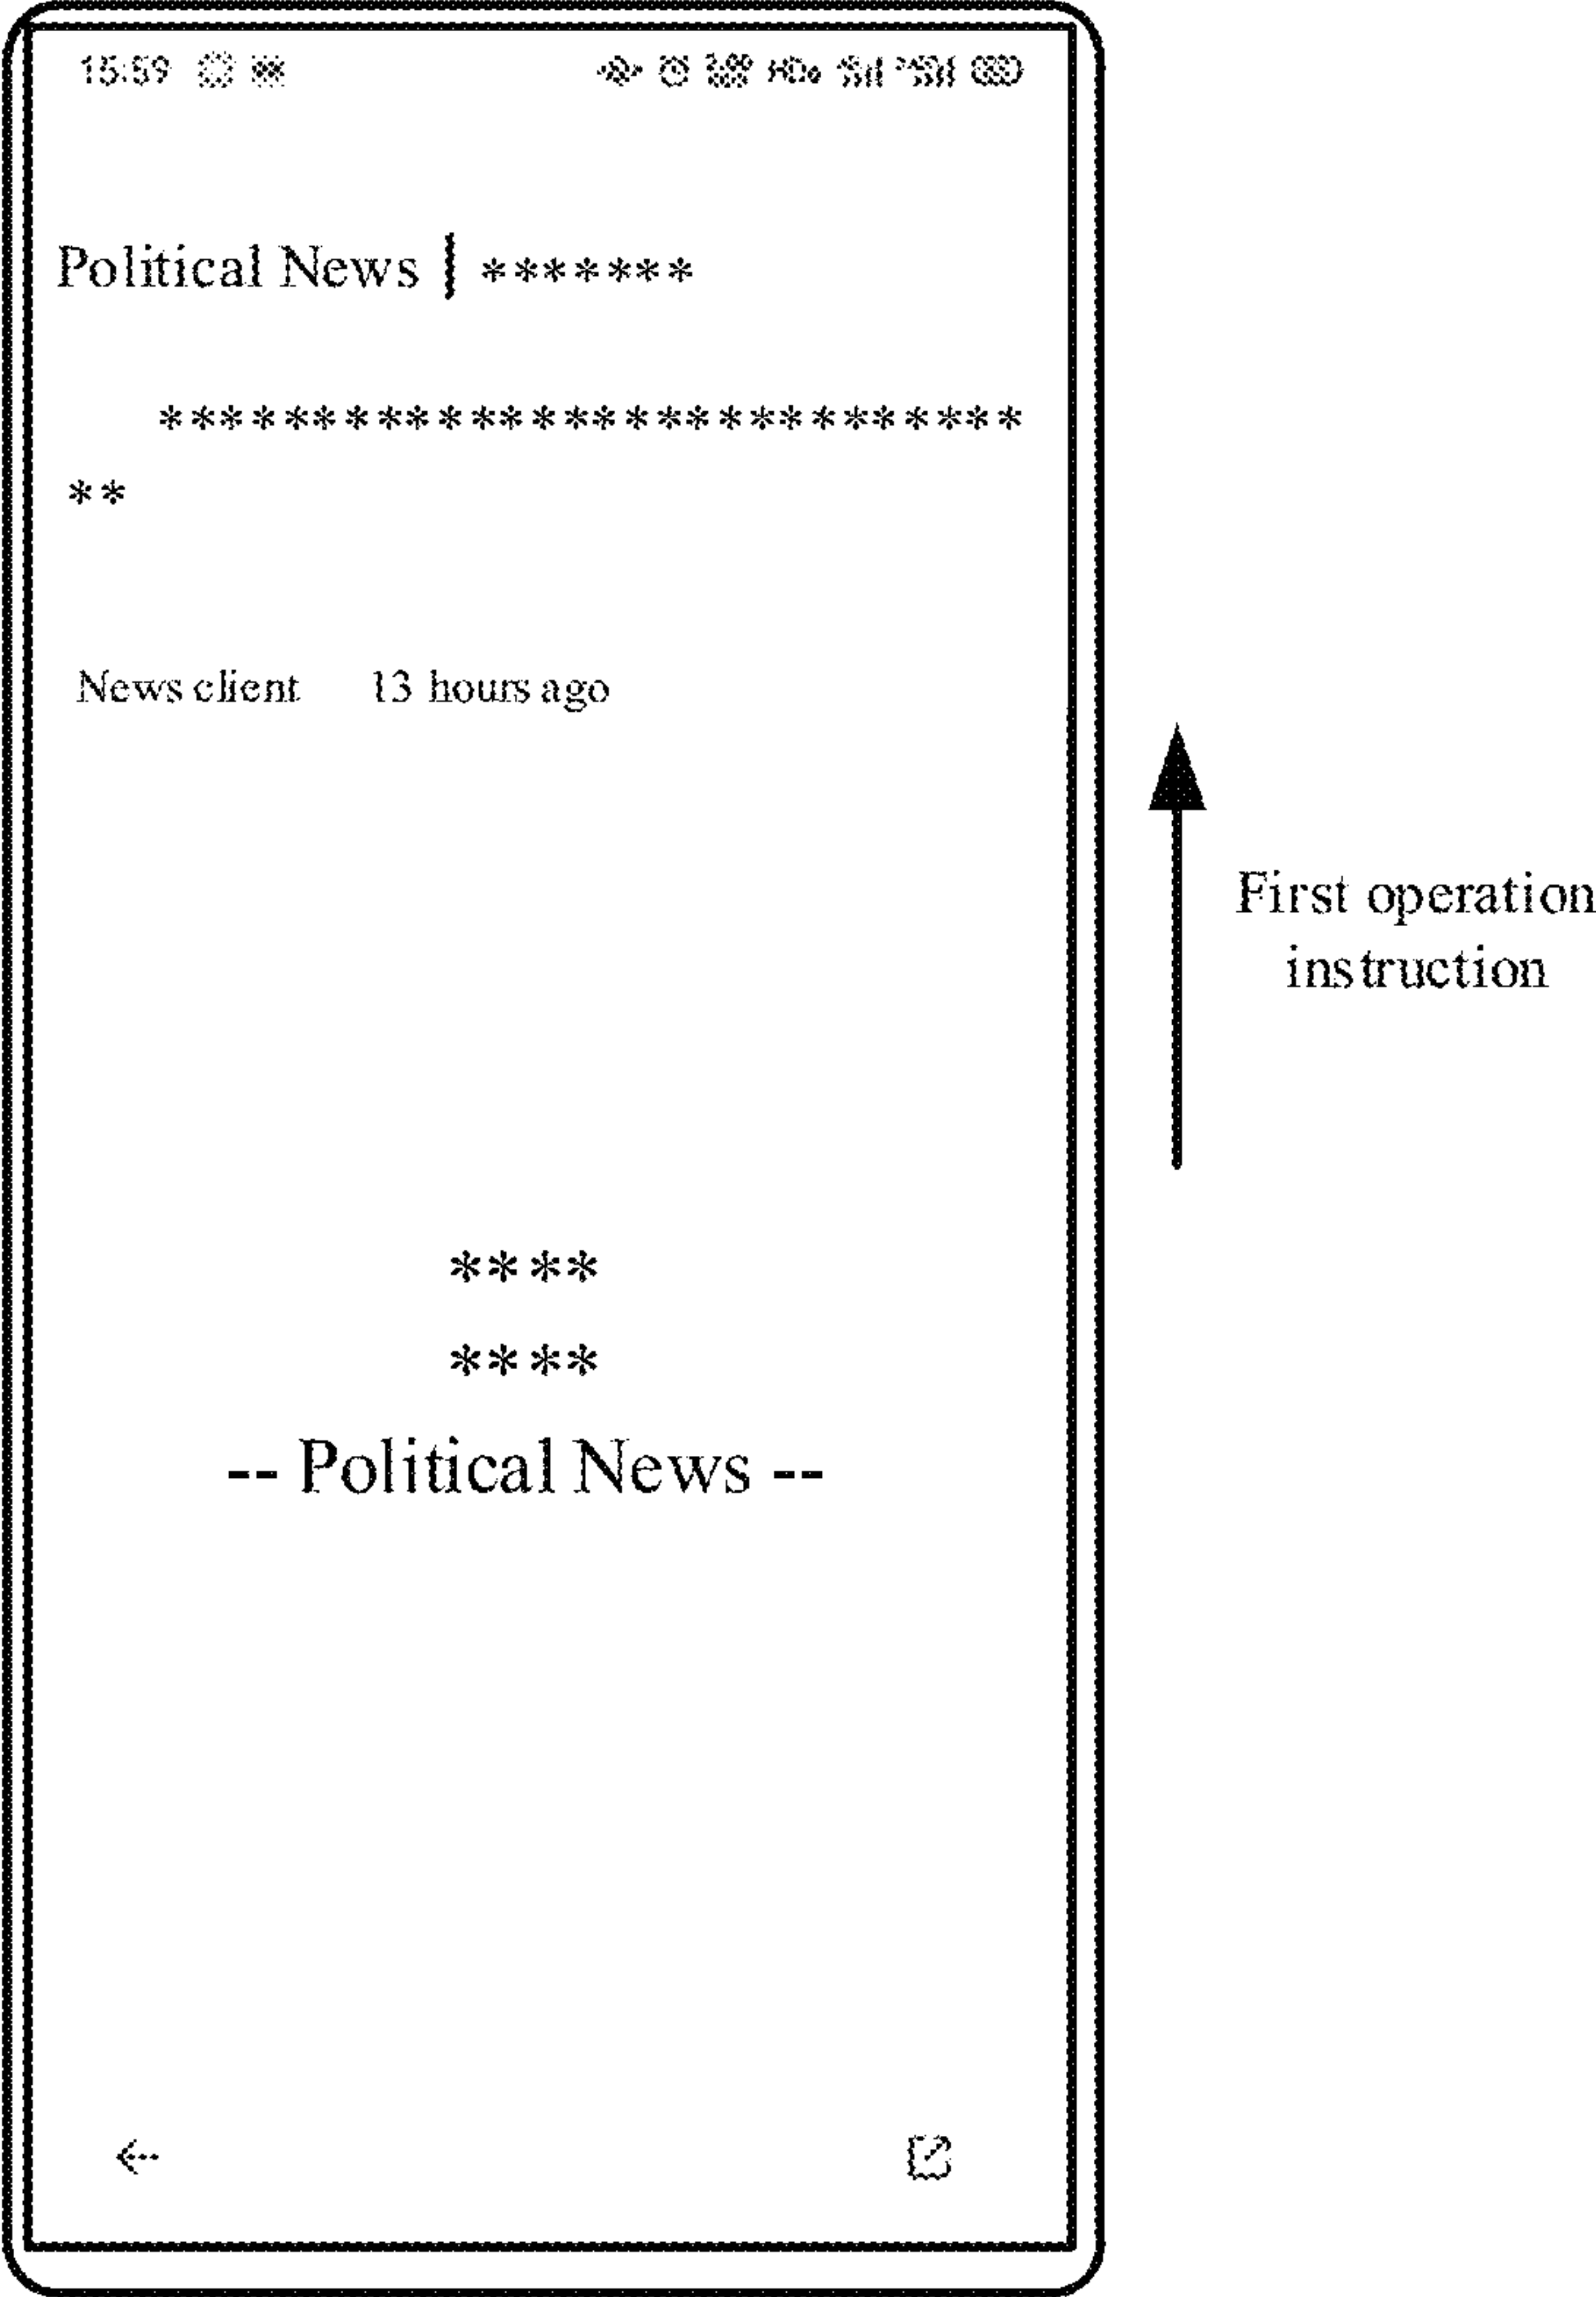 15:59
Political News | *******
****************************
**
News client 13 hours ago
First operation
instruction
****
****
-- Political News --